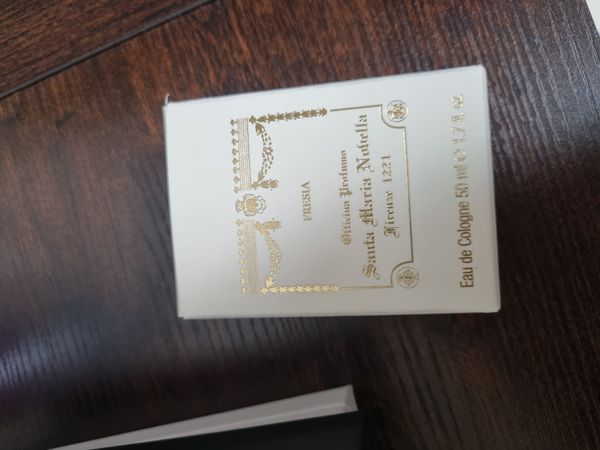 FRESIA
Officina Profumo
Santa Maria Novella
Firenze 1221
Eau de Cologne 50 ml ℮ 1.7 fl. oz.